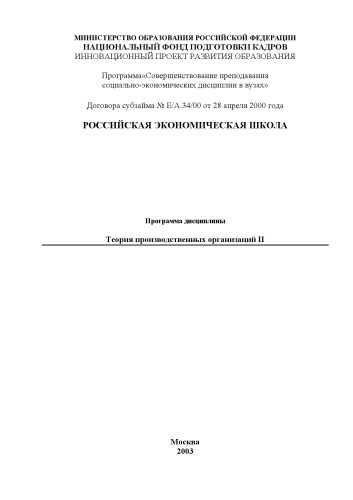 МИНИСТЕРСТВО ОБРАЗОВАНИЯ РОССИЙСКОЙ ФЕДЕРАЦИИ
НАЦИОНАЛЬНЫЙ ФОНД ПОДГОТОВКИ КАДРОВ
ИННОВАЦИОННЫЙ ПРОЕКТ РАЗВИТИЯ ОБРАЗОВАНИЯ
Программа«Совершенствование преподавания
социально-экономических дисциплин в вузах»
Договора субзайма № Е/А.34/00 от 28 апреля 2000 года
РОССИЙСКАЯ ЭКОНОМИЧЕСКАЯ ШКОЛА
Программа дисциплины
Теория производственных организаций II
Москва
2003